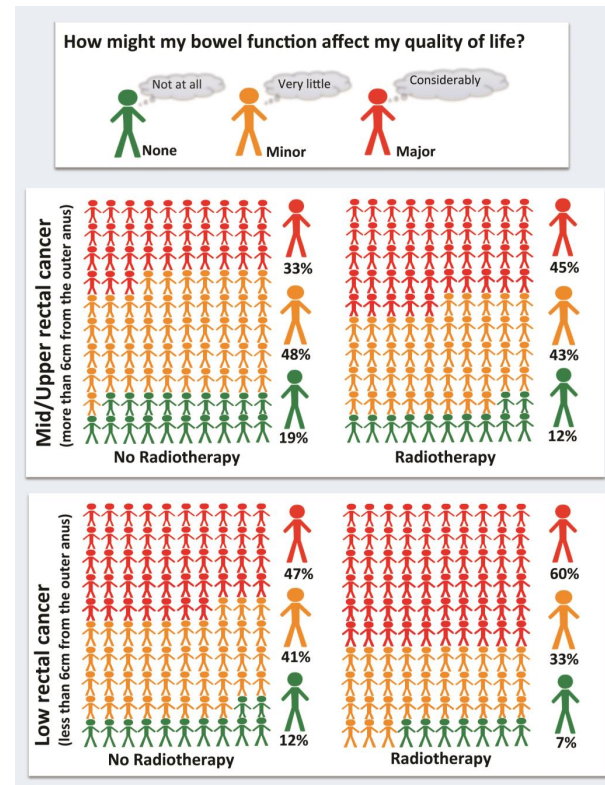 How might my bowel function affect my quality of life?
Not at all
Very little
Considerably
None
Minor
Major
Mid/Upper rectal cancer
(more than 6cm from the outer anus)
33%
48%
19%
No Radiotherapy
45%
43%
12%
Radiotherapy
Low rectal cancer
(less than 6cm from the outer anus)
47%
41%
12%
No Radiotherapy
60%
33%
7%
Radiotherapy